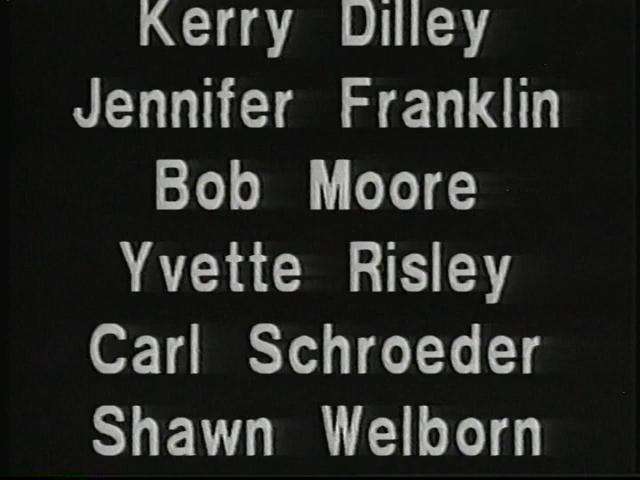 Kerry Dilley
Jennifer Franklin
Bob Moore
Yvette Risley
Carl Schroeder
Shawn Welborn